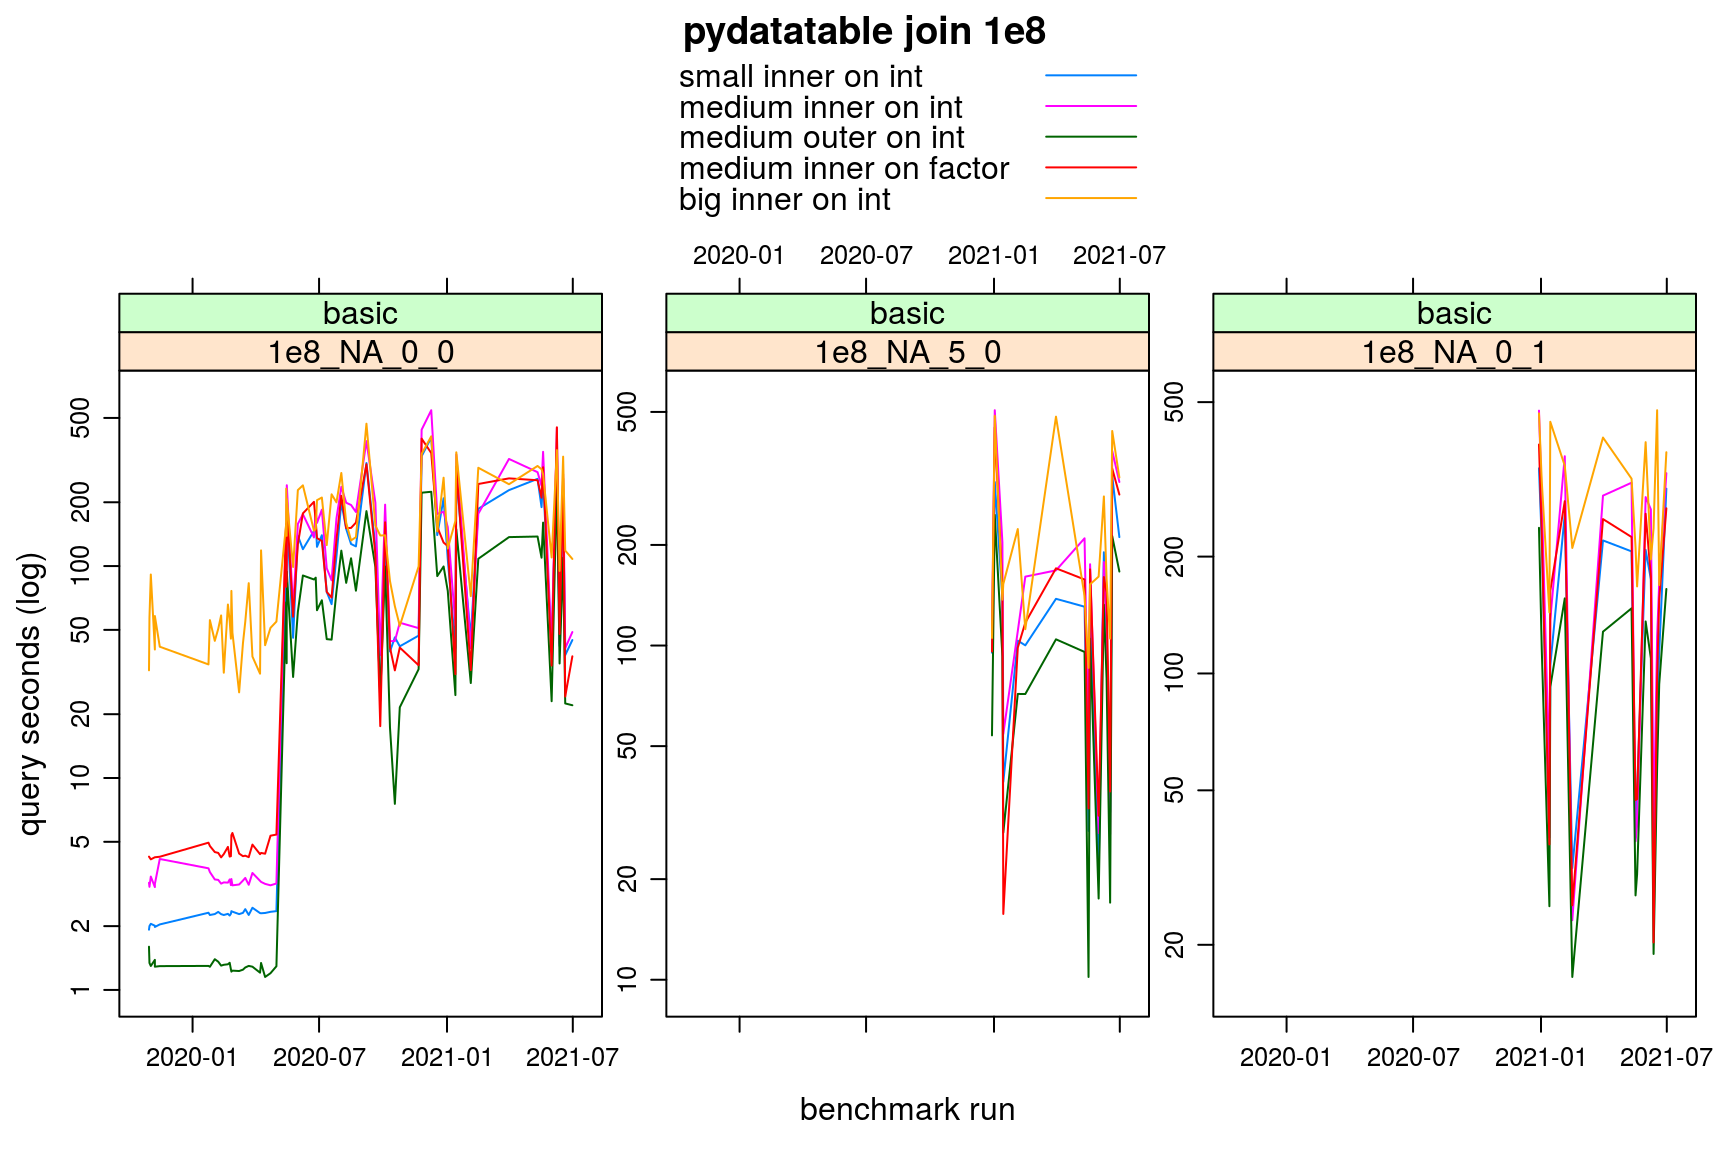 pydatatable join 1e8
small inner on int
medium inner on int
medium outer on int
medium inner on factor
big inner on int
2020-01 2020-07 2021-01 2021-07
basic basic basic
1e8_NA_0_0 1e8_NA_5_0 1e8_NA_0_1
query seconds (log)
500
200
100
50
20
10
5
2
1
500
200
100
50
20
10
500
200
100
50
20
2020-01 2020-07 2021-01 2021-07
2020-01 2020-07 2021-01 2021-07
benchmark run